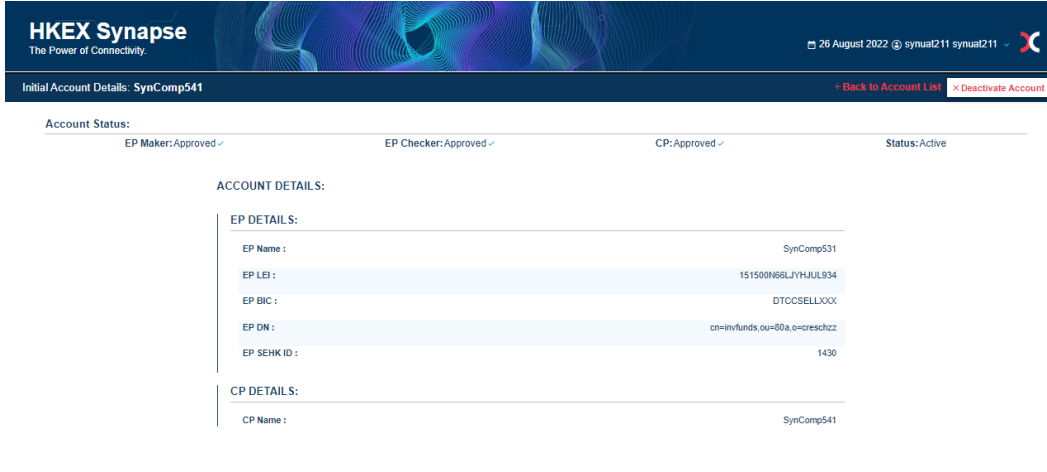 HKEX Synapse
The Power of Connectivity.
26 August 2022 synuat211 synuat211
Initial Account Details: SynComp541
Back to Account List × Deactivate Account
Account Status:
EP Maker: Approved ✓ EP Checker: Approved ✓ CP: Approved ✓ Status: Active
ACCOUNT DETAILS:
EP DETAILS:
EP Name : SynComp531
EP LEI : 151500N66LJYHJUL934
EP BIC : DTCCSELLXXX
EP DN : cn=invfunds,ou=80a,o=creschzz
EP SEHK ID : 1430
CP DETAILS:
CP Name : SynComp541